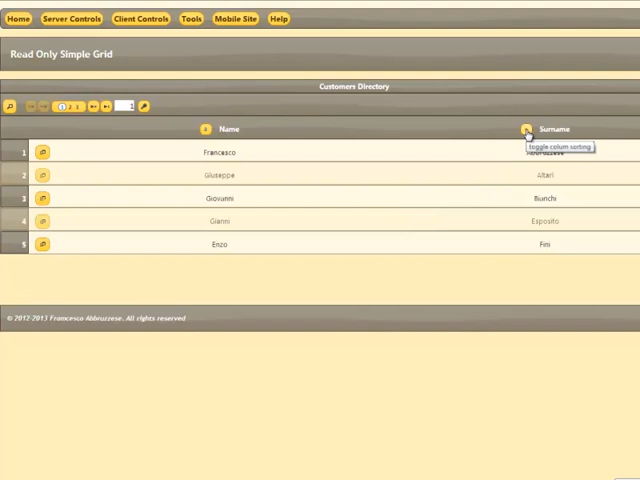 Home Server Controls Client Controls Tools Mobile Site Help
Read Only Simple Grid
Customers Directory
1 2 3 1
Name Surname
toggle colum sorting
1 Francesco Abbruzzese
2 Giuseppe Altari
3 Giovanni Bianchi
4 Gianni Esposito
5 Enzo Fini
© 2012-2013 Francesco Abbruzzese. All rights reserved